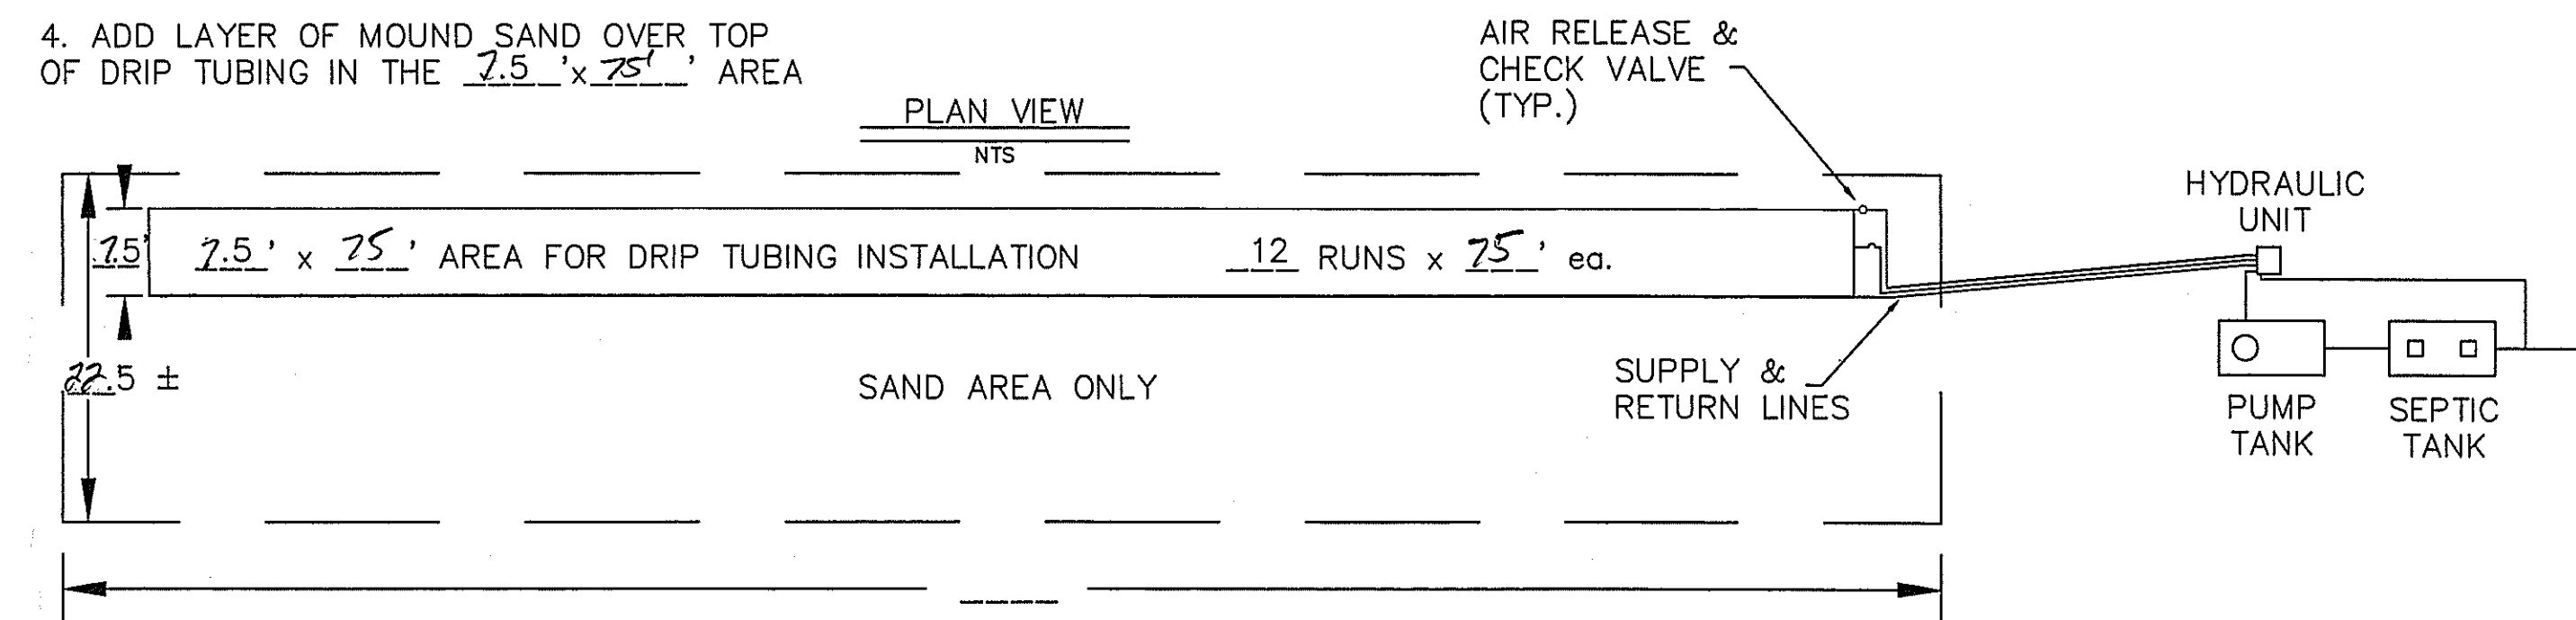 4. ADD LAYER OF MOUND SAND OVER TOP
OF DRIP TUBING IN THE 7.5 'x 75' ' AREA
PLAN VIEW
NTS
AIR RELEASE &
CHECK VALVE
(TYP.)
HYDRAULIC
UNIT
7.5'
7.5 ' x 75 ' AREA FOR DRIP TUBING INSTALLATION
12 RUNS x 75 ' ea.
22.5 ±
SAND AREA ONLY
SUPPLY &
RETURN LINES
PUMP
TANK
SEPTIC
TANK